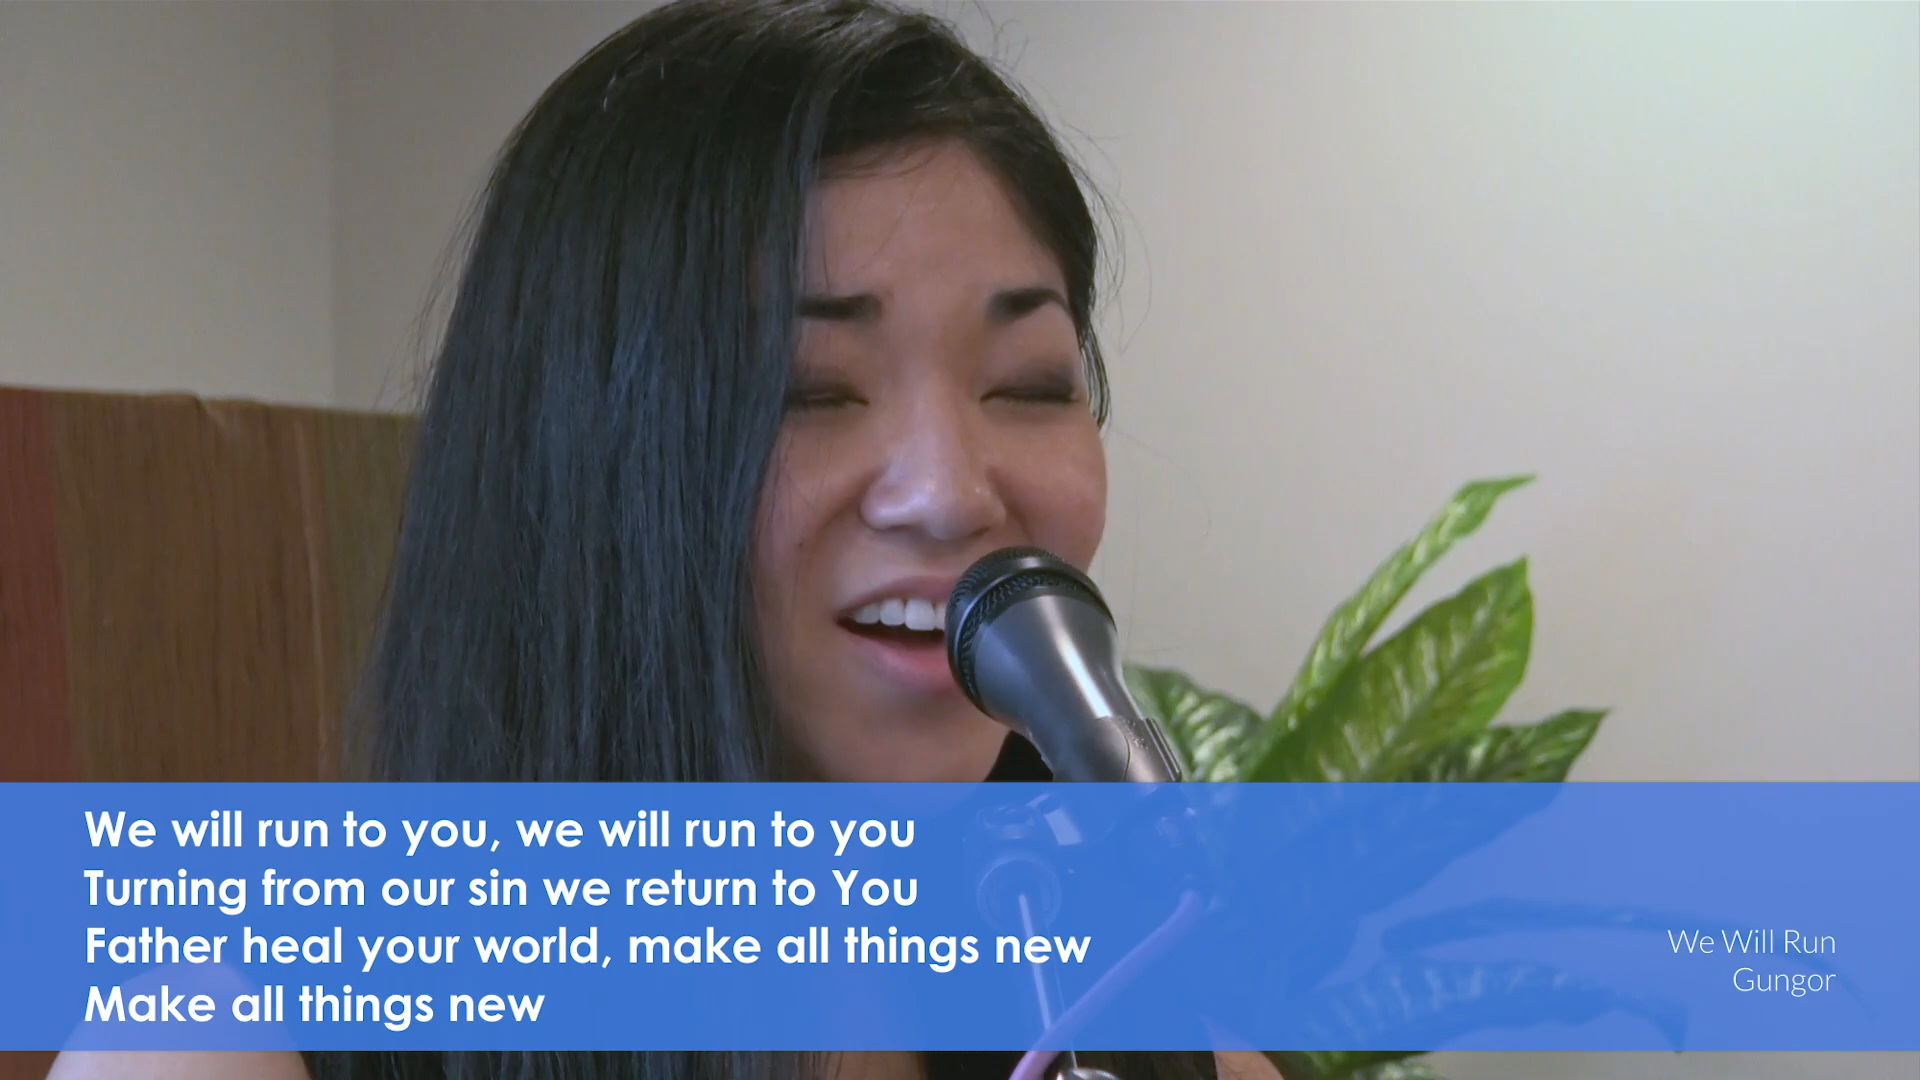 We will run to you, we will run to you
Turning from our sin we return to You
Father heal your world, make all things new
Make all things new
We Will Run
Gungor